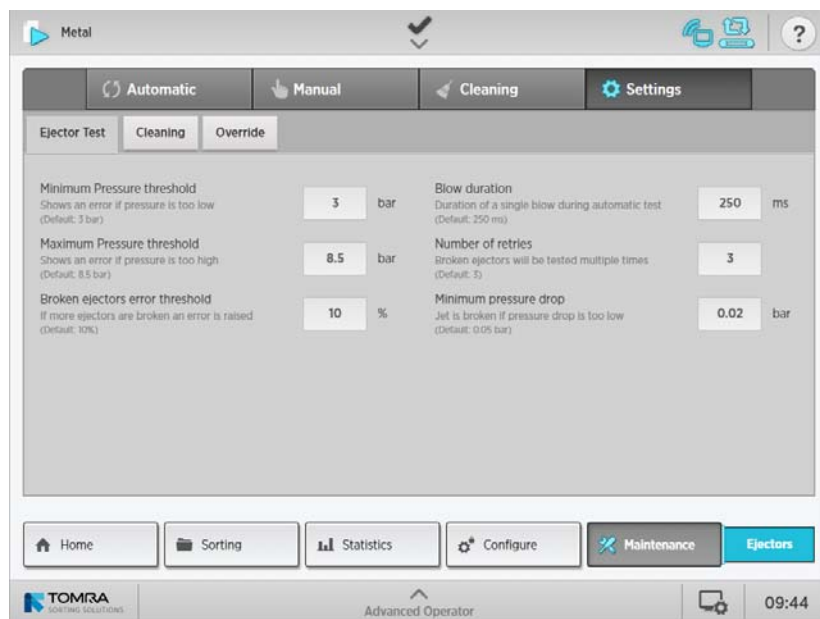 Metal
?
Automatic
Manual
Cleaning
Settings
Ejector Test
Cleaning
Override
Minimum Pressure threshold
Shows an error if pressure is too low
(Default: 3 bar)
3 bar
Maximum Pressure threshold
Shows an error if pressure is too high
(Default: 8.5 bar)
8.5 bar
Broken ejectors error threshold
If more ejectors are broken an error is raised
(Default: 10%)
10 %
Blow duration
Duration of a single blow during automatic test
(Default: 250 ms)
250 ms
Number of retries
Broken ejectors will be tested multiple times
(Default: 3)
3
Minimum pressure drop
Jet is broken if pressure drop is too low
(Default: 0.05 bar)
0.02 bar
Home
Sorting
Statistics
Configure
Maintenance
Ejectors
TOMRA
SORTING SOLUTIONS
Advanced Operator
09:44